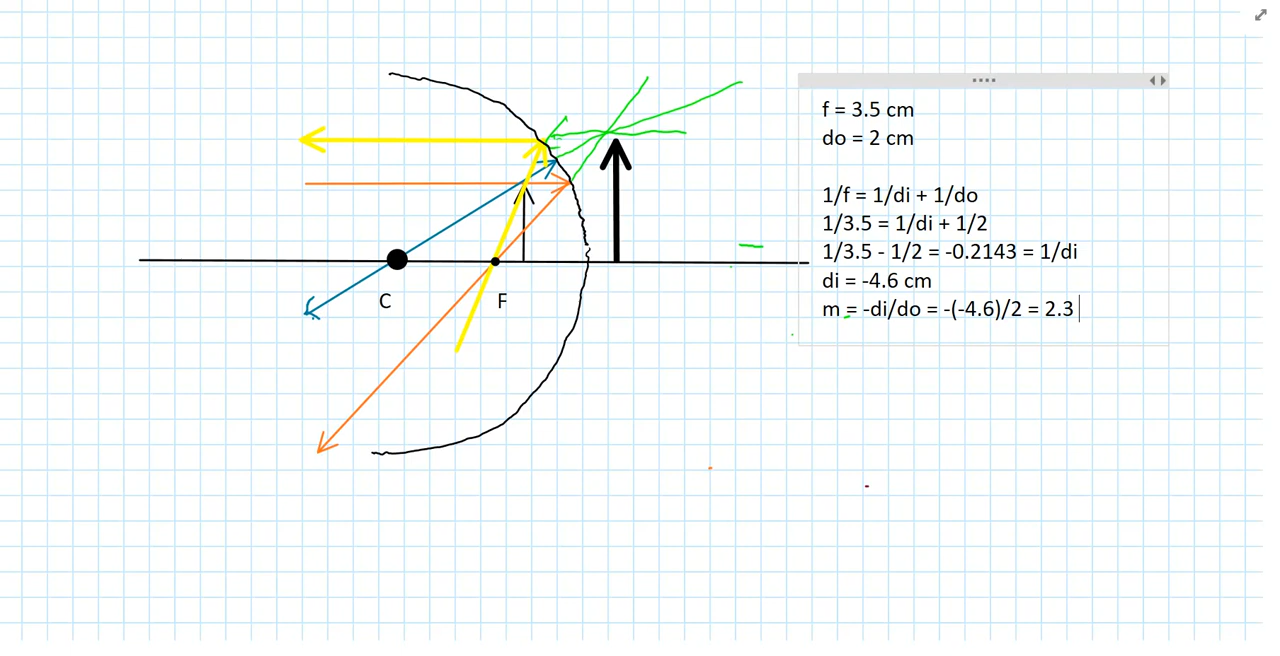 f = 3.5 cm
do = 2 cm
1/f = 1/di + 1/do
1/3.5 = 1/di + 1/2
1/3.5 - 1/2 = -0.2143 = 1/di
di = -4.6 cm
m = -di/do = -(-4.6)/2 = 2.3
C
F